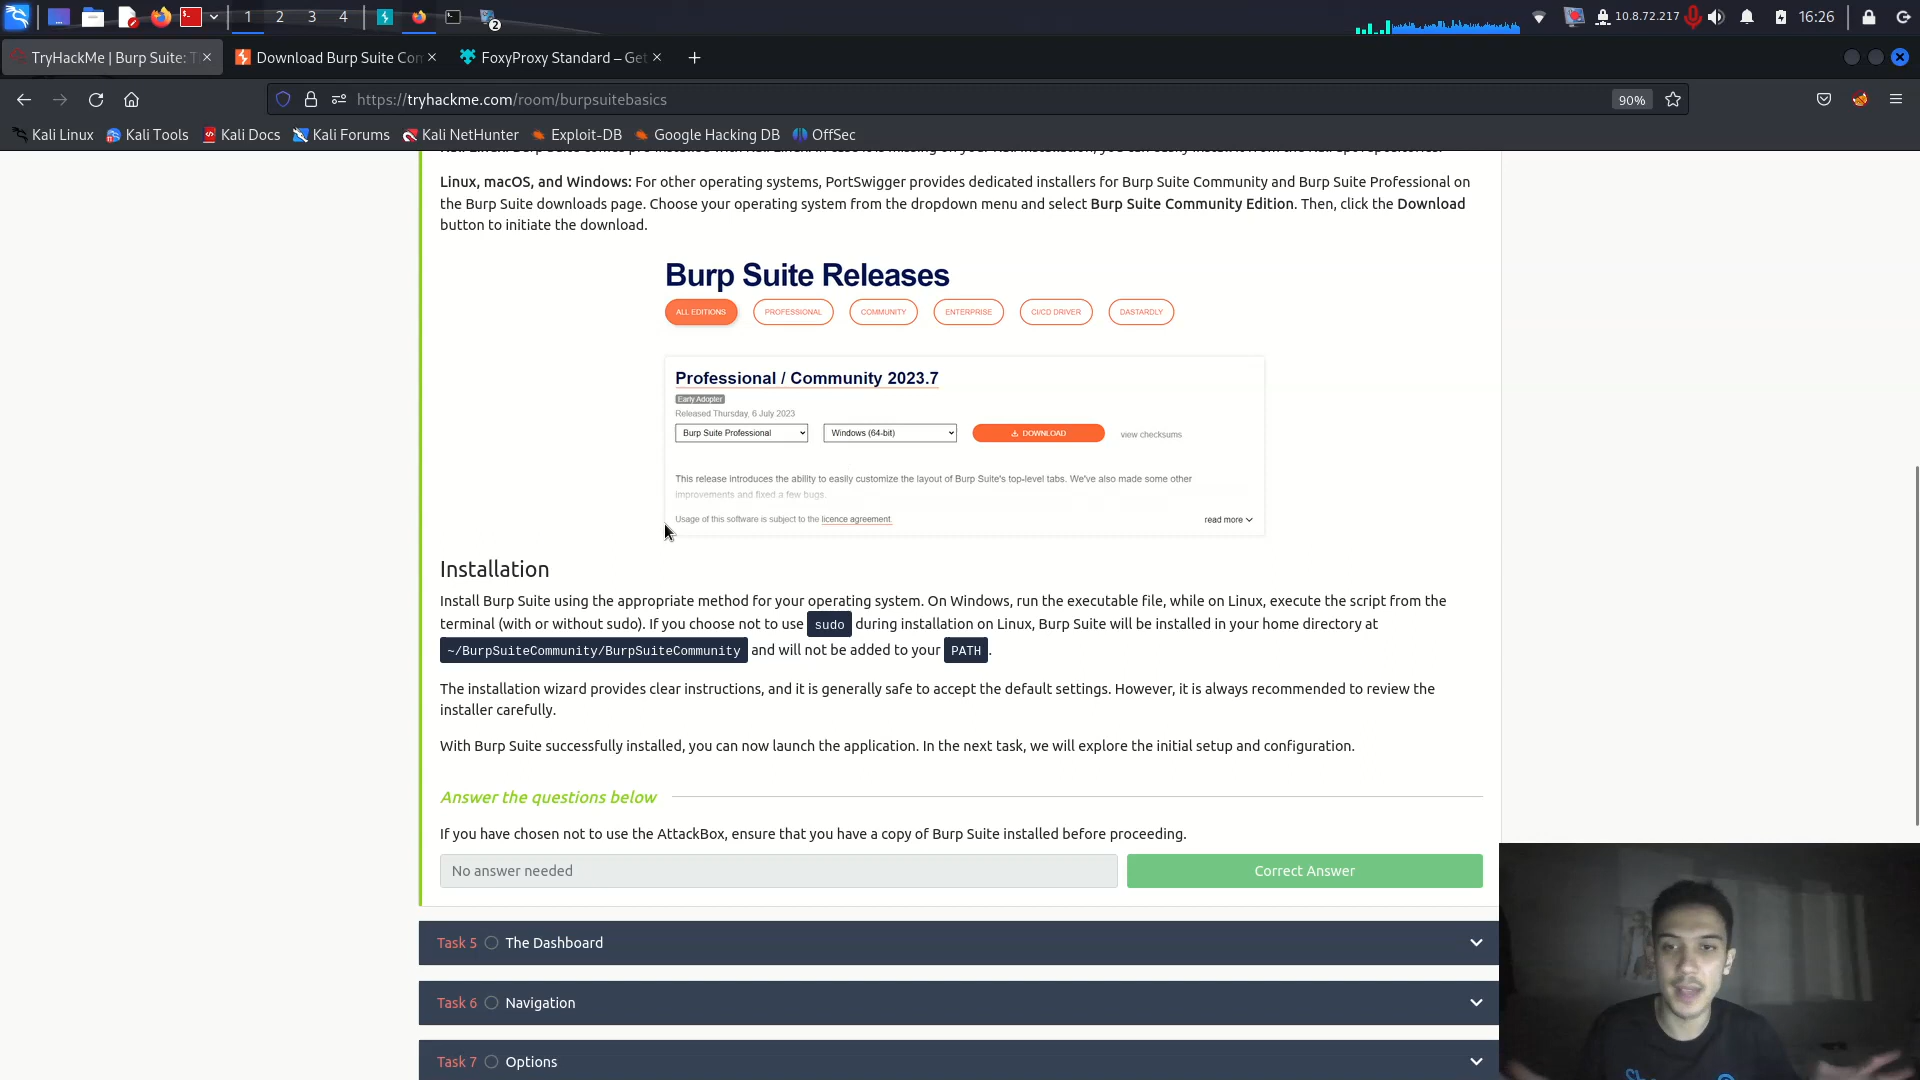 1 2 3 4
2
10.8.72.217
16:26
TryHackMe | Burp Suite: T
Download Burp Suite Con
FoxyProxy Standard – Get
https://tryhackme.com/room/burpsuitebasics
90%
Kali Linux Kali Tools Kali Docs Kali Forums Kali NetHunter Exploit-DB Google Hacking DB OffSec
Linux, macOS, and Windows: For other operating systems, PortSwigger provides dedicated installers for Burp Suite Community and Burp Suite Professional on
the Burp Suite downloads page. Choose your operating system from the dropdown menu and select Burp Suite Community Edition. Then, click the Download
button to initiate the download.
Burp Suite Releases
ALL EDITIONS PROFESSIONAL COMMUNITY ENTERPRISE CI/CD DRIVER DASTARDLY
Professional / Community 2023.7
Early Adopter
Released Thursday, 6 July 2023
Burp Suite Professional Windows (64-bit) DOWNLOAD view checksums
This release introduces the ability to easily customize the layout of Burp Suite's top-level tabs. We've also made some other
improvements and fixed a few bugs.
Usage of this software is subject to the licence agreement. read more
Installation
Install Burp Suite using the appropriate method for your operating system. On Windows, run the executable file, while on Linux, execute the script from the
terminal (with or without sudo). If you choose not to use sudo during installation on Linux, Burp Suite will be installed in your home directory at
~/BurpSuiteCommunity/BurpSuiteCommunity and will not be added to your PATH.
The installation wizard provides clear instructions, and it is generally safe to accept the default settings. However, it is always recommended to review the
installer carefully.
With Burp Suite successfully installed, you can now launch the application. In the next task, we will explore the initial setup and configuration.
Answer the questions below
If you have chosen not to use the AttackBox, ensure that you have a copy of Burp Suite installed before proceeding.
No answer needed Correct Answer
Task 5 The Dashboard
Task 6 Navigation
Task 7 Options